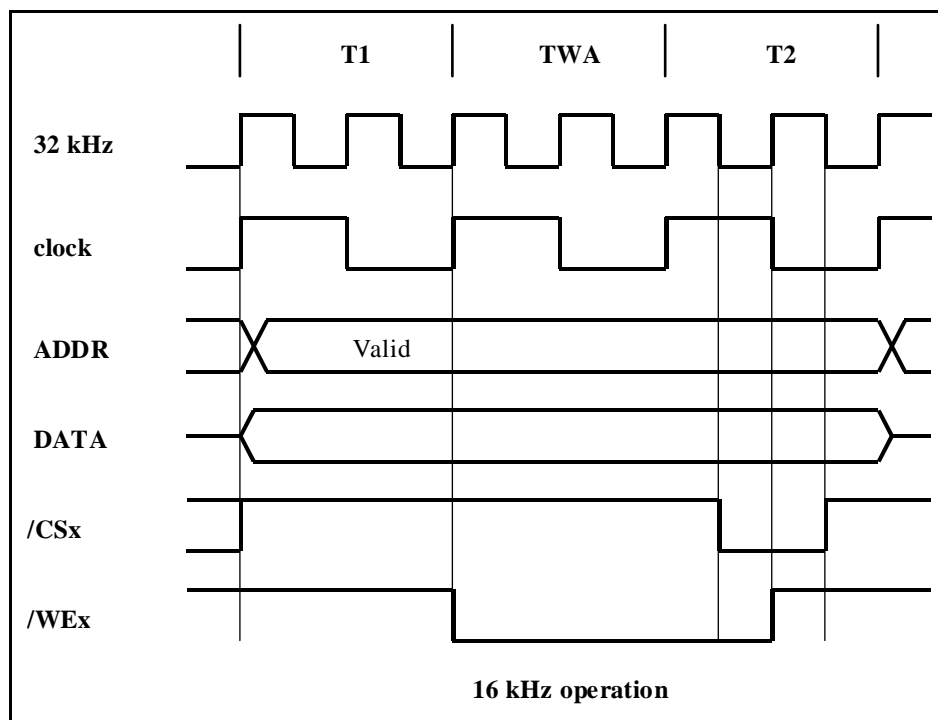 T1 TWA T2
32 kHz
clock
ADDR Valid
DATA
/CSx
/WEx
16 kHz operation